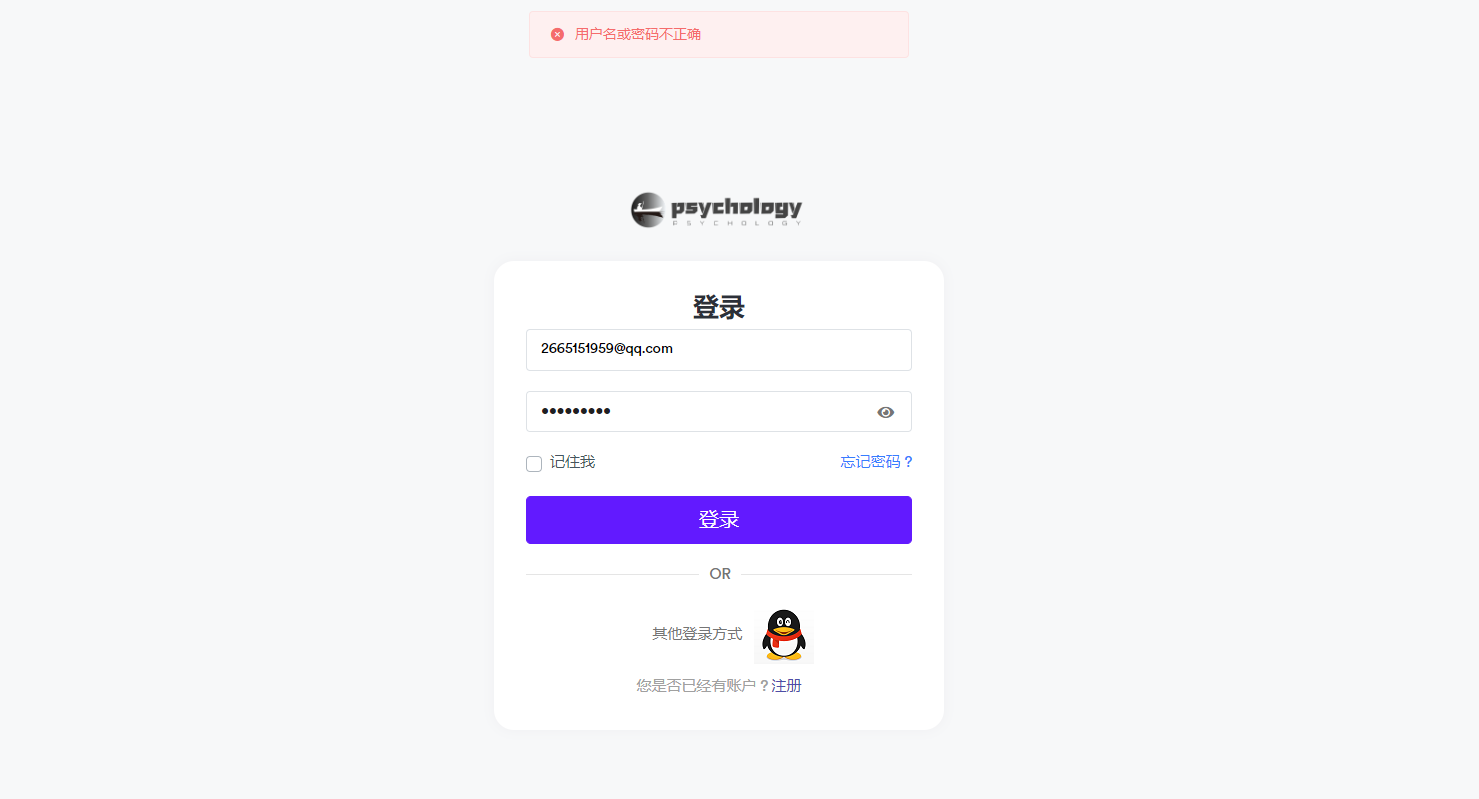 用户名或密码不正确
psychology
PSYCHOLOGY
登录
2665151959@qq.com
•••••••••
记住我 忘记密码？
登录
OR
其他登录方式
您是否已经有账户？注册